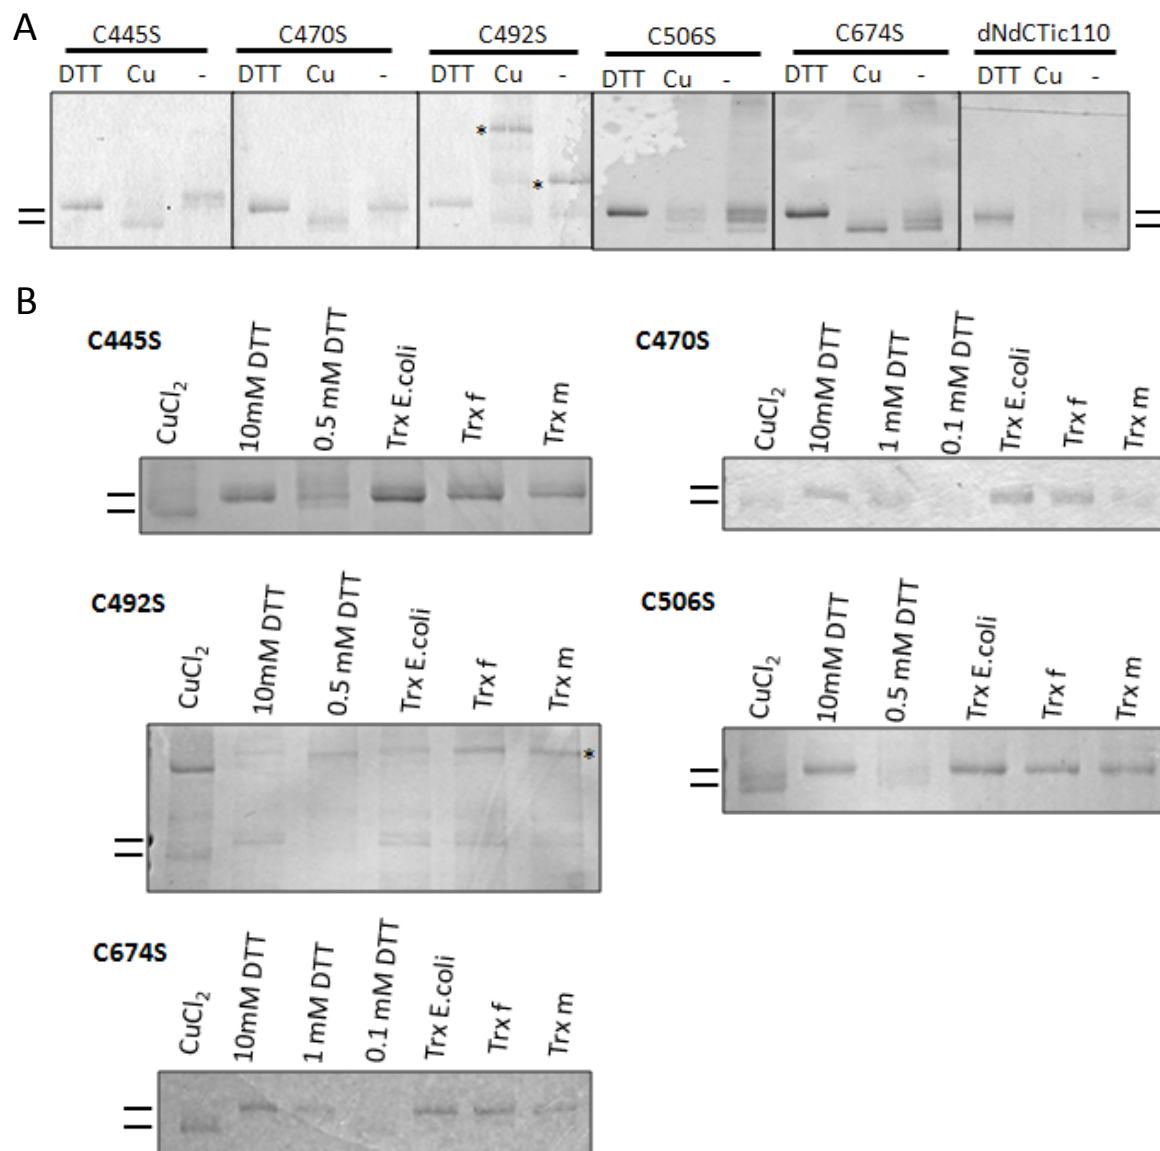 A
C445S C470S C492S C506S C674S dNdCTic110
DTT Cu - DTT Cu - DTT Cu - DTT Cu - DTT Cu - DTT Cu -
*
*
B
C445S
CuCl₂ 10mM DTT 0.5 mM DTT Trx E.coli Trx f Trx m
C470S
CuCl₂ 10mM DTT 1 mM DTT 0.1 mM DTT Trx E.coli Trx f Trx m
C492S
CuCl₂ 10mM DTT 0.5 mM DTT Trx E.coli Trx f Trx m
*
C506S
CuCl₂ 10mM DTT 0.5 mM DTT Trx E.coli Trx f Trx m
C674S
CuCl₂ 10mM DTT 1 mM DTT 0.1 mM DTT Trx E.coli Trx f Trx m